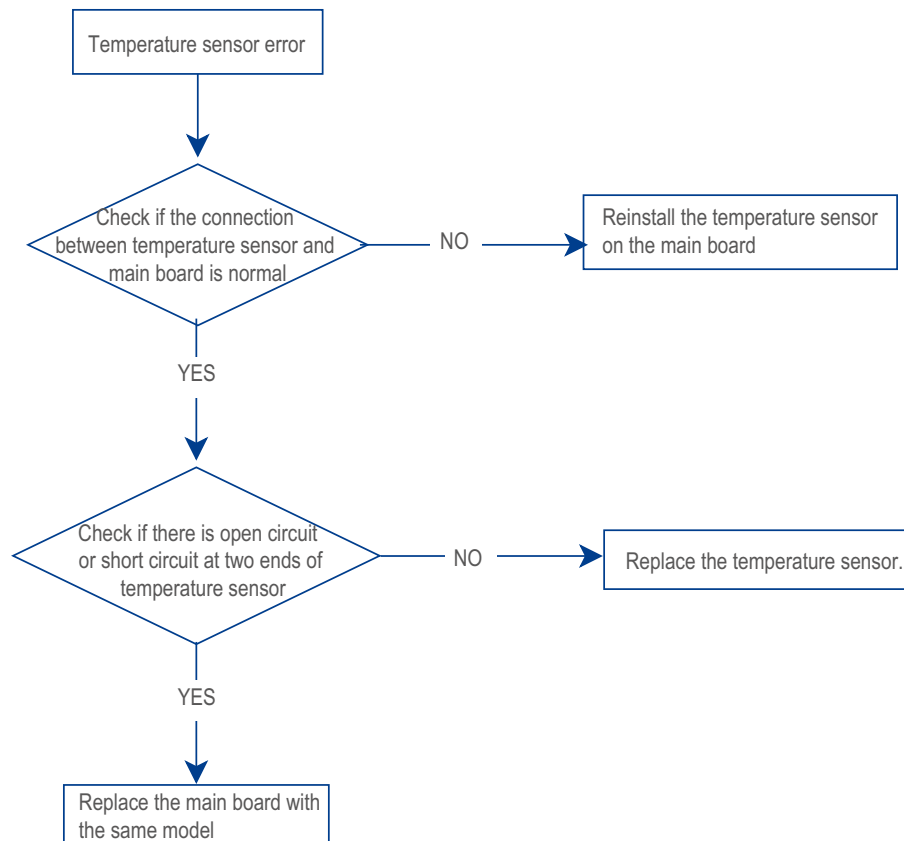 Temperature sensor error
Check if the connection
between temperature sensor and
main board is normal
NO
Reinstall the temperature sensor
on the main board
YES
Check if there is open circuit
or short circuit at two ends of
temperature sensor
NO
Replace the temperature sensor.
YES
Replace the main board with
the same model